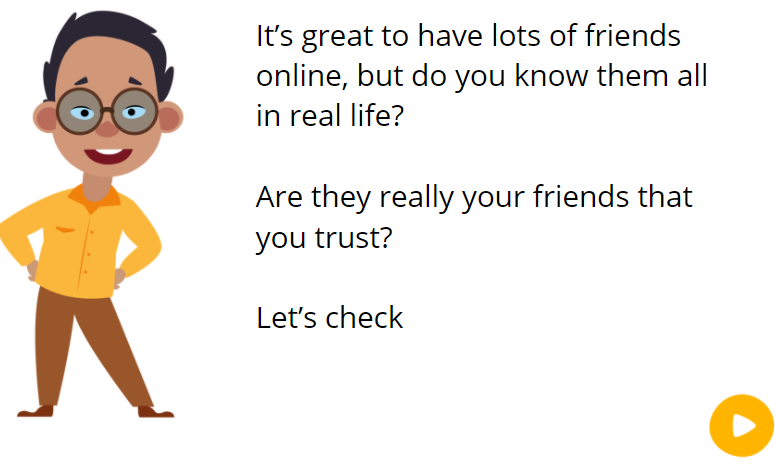 It’s great to have lots of friends
online, but do you know them all
in real life?
Are they really your friends that
you trust?
Let’s check